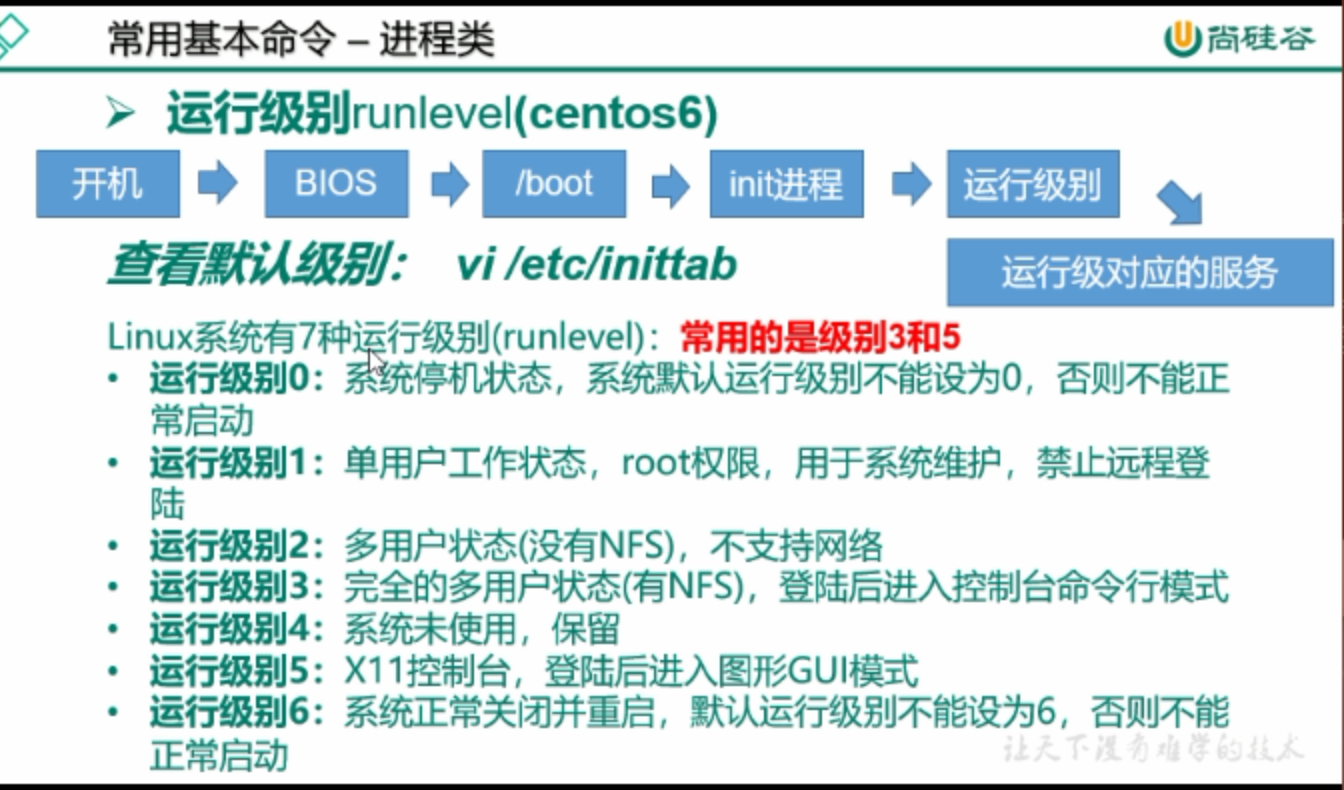 常用基本命令 – 进程类
尚硅谷
运行级别runlevel(centos6)
开机
BIOS
/boot
init进程
运行级别
运行级对应的服务
查看默认级别： vi /etc/inittab
Linux系统有7种运行级别(runlevel)：常用的是级别3和5
• 运行级别0：系统停机状态，系统默认运行级别不能设为0，否则不能正
常启动
• 运行级别1：单用户工作状态，root权限，用于系统维护，禁止远程登
陆
• 运行级别2：多用户状态(没有NFS)，不支持网络
• 运行级别3：完全的多用户状态(有NFS)，登陆后进入控制台命令行模式
• 运行级别4：系统未使用，保留
• 运行级别5：X11控制台，登陆后进入图形GUI模式
• 运行级别6：系统正常关闭并重启，默认运行级别不能设为6，否则不能
正常启动
让天下没有难学的技术